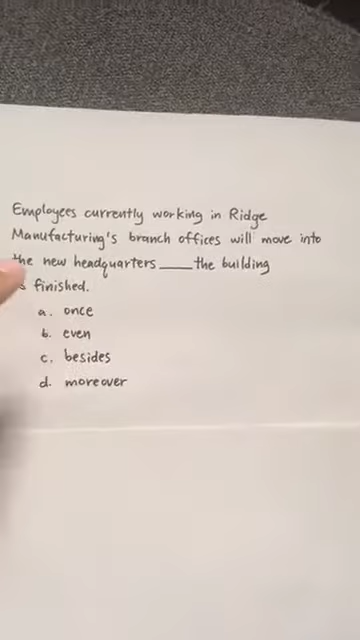 Employees currently working in Ridge
Manufacturing's branch offices will move into
the new headquarters ____ the building
finished.
a. once
b. even
c. besides
d. moreover